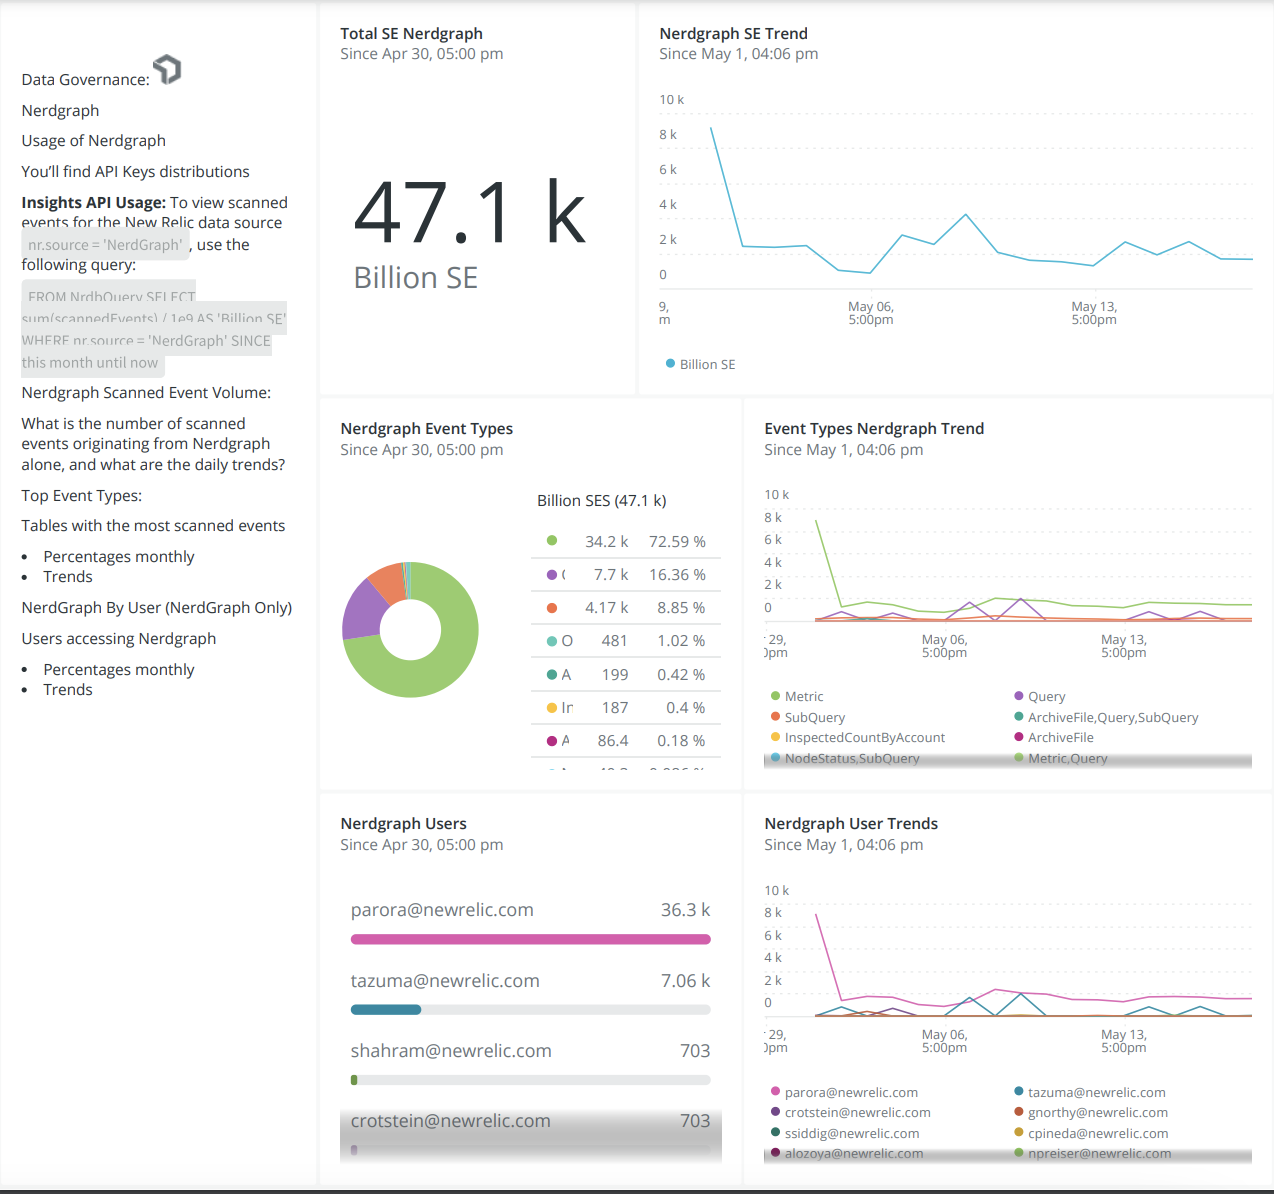 Data Governance:
Nerdgraph
Usage of Nerdgraph
You'll find API Keys distributions
Insights API Usage: To view scanned
events for the New Relic data source
nr.source = 'NerdGraph' , use the
following query:
FROM NrdbQuery SELECT
sum(scannedEvents) / 1e9 AS 'Billion SE'
WHERE nr.source = 'NerdGraph' SINCE
this month until now
Nerdgraph Scanned Event Volume:
What is the number of scanned
events originating from Nerdgraph
alone, and what are the daily trends?
Top Event Types:
Tables with the most scanned events
• Percentages monthly
• Trends
NerdGraph By User (NerdGraph Only)
Users accessing Nerdgraph
• Percentages monthly
• Trends
Total SE Nerdgraph
Since Apr 30, 05:00 pm
47.1 k
Billion SE
Nerdgraph SE Trend
Since May 1, 04:06 pm
10 k
8 k
6 k
4 k
2 k
0
9, May 06, May 13,
m 5:00pm 5:00pm
Billion SE
Nerdgraph Event Types
Since Apr 30, 05:00 pm
Billion SES (47.1 k)
34.2 k 72.59 %
7.7 k 16.36 %
4.17 k 8.85 %
O 481 1.02 %
A 199 0.42 %
In 187 0.4 %
A 86.4 0.18 %
Event Types Nerdgraph Trend
Since May 1, 04:06 pm
10 k
8 k
6 k
4 k
2 k
0
29, May 06, May 13,
pm 5:00pm 5:00pm
Metric Query
SubQuery ArchiveFile,Query,SubQuery
InspectedCountByAccount ArchiveFile
NodeStatus,SubQuery Metric,Query
Nerdgraph Users
Since Apr 30, 05:00 pm
parora@newrelic.com 36.3 k
tazuma@newrelic.com 7.06 k
shahram@newrelic.com 703
crotstein@newrelic.com 703
Nerdgraph User Trends
Since May 1, 04:06 pm
10 k
8 k
6 k
4 k
2 k
0
29, May 06, May 13,
pm 5:00pm 5:00pm
parora@newrelic.com tazuma@newrelic.com
crotstein@newrelic.com gnorthy@newrelic.com
ssiddig@newrelic.com cpineda@newrelic.com
alozoya@newrelic.com npreiser@newrelic.com